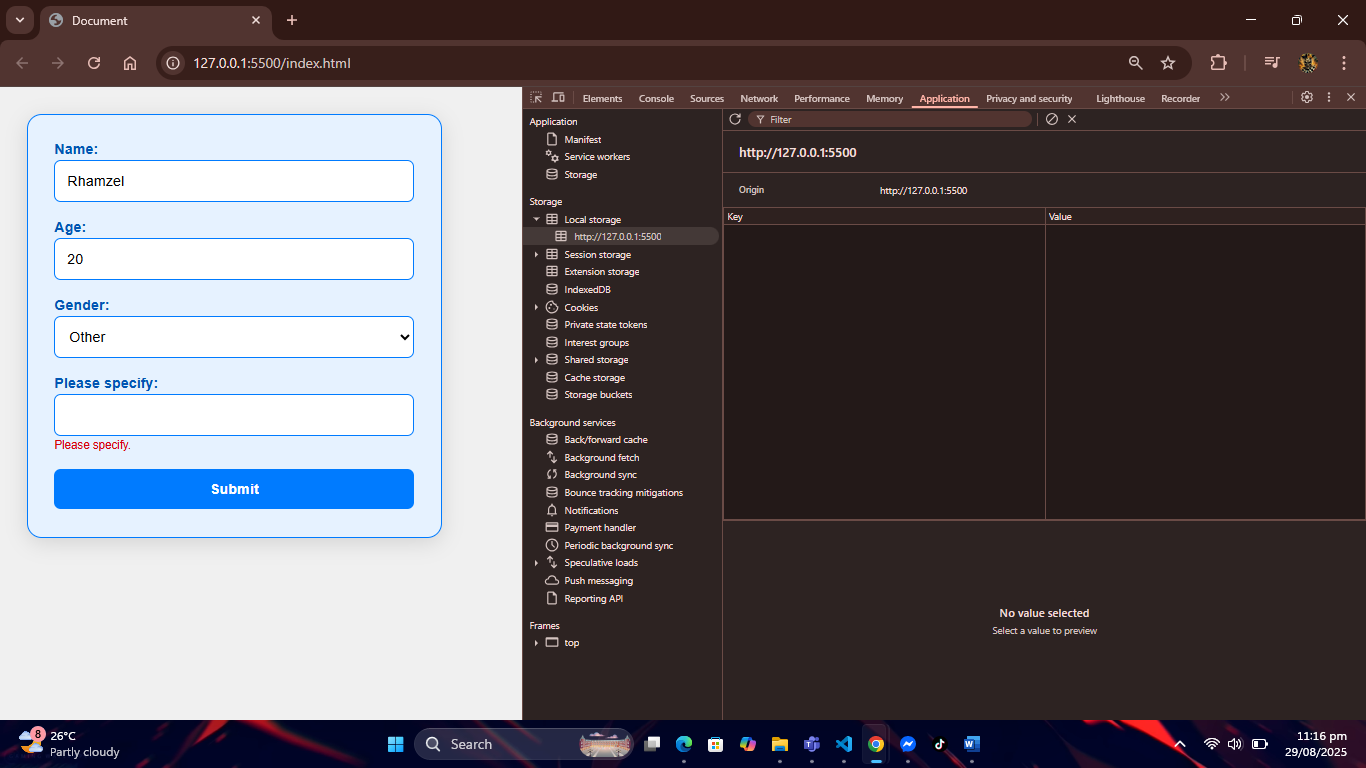 Document
127.0.0.1:5500/index.html
Name:
Rhamzel
Age:
20
Gender:
Other
Please specify:
Please specify.
Submit
Elements Console Sources Network Performance Memory Application Privacy and security Lighthouse Recorder
Application
Manifest
Service workers
Storage
Storage
Local storage
http://127.0.0.1:5500
Session storage
Extension storage
IndexedDB
Cookies
Private state tokens
Interest groups
Shared storage
Cache storage
Storage buckets
Background services
Back/forward cache
Background fetch
Background sync
Bounce tracking mitigations
Notifications
Payment handler
Periodic background sync
Speculative loads
Push messaging
Reporting API
Frames
top
Filter
http://127.0.0.1:5500
Origin http://127.0.0.1:5500
Key Value
No value selected
Select a value to preview
8
26°C
Partly cloudy
Search
11:16 pm
29/08/2025